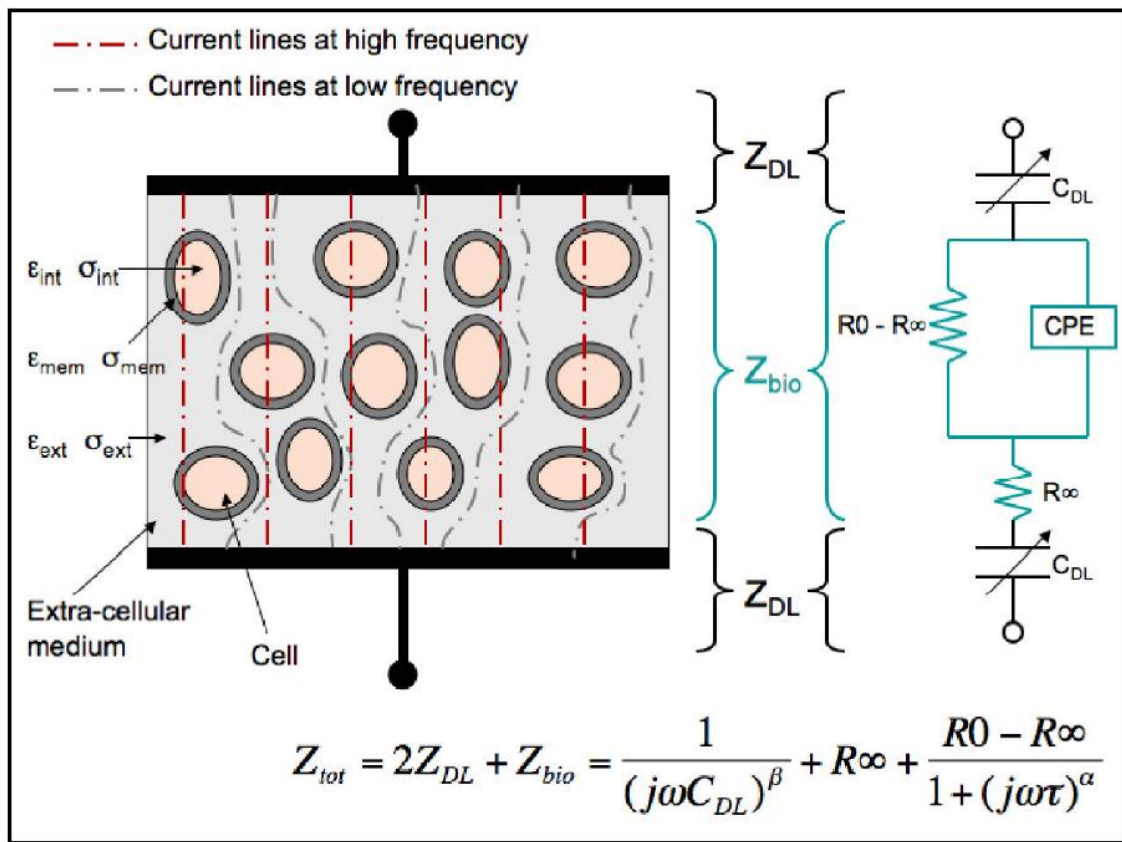 Current lines at high frequency
Current lines at low frequency
Z_DL
C_DL
ε_int σ_int
R0 - R∞
CPE
ε_mem σ_mem
Z_bio
ε_ext σ_ext
R∞
Z_DL
C_DL
Extra-cellular
medium
Cell
Z_tot = 2Z_DL + Z_bio = 1/(jωC_DL)^β + R∞ + (R0 − R∞)/(1 + (jωτ)^α)